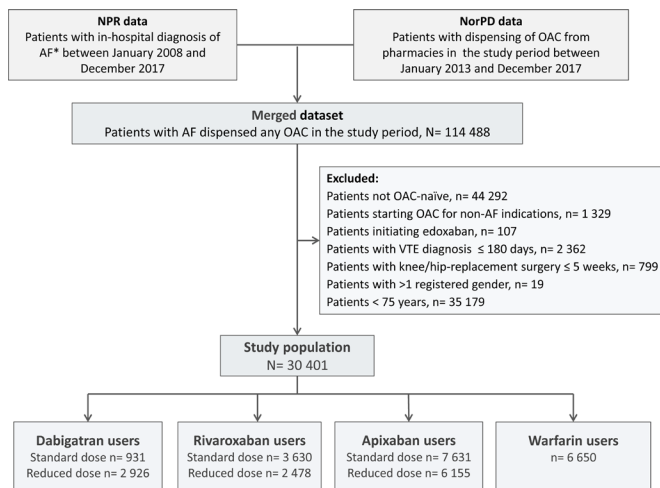 NPR data
Patients with in-hospital diagnosis of
AF* between January 2008 and
December 2017
NorPD data
Patients with dispensing of OAC from
pharmacies in the study period between
January 2013 and December 2017
Merged dataset
Patients with AF dispensed any OAC in the study period, N= 114 488
Excluded:
Patients not OAC-naïve, n= 44 292
Patients starting OAC for non-AF indications, n= 1 329
Patients initiating edoxaban, n= 107
Patients with VTE diagnosis ≤ 180 days, n= 2 362
Patients with knee/hip-replacement surgery ≤ 5 weeks, n= 799
Patients with >1 registered gender, n= 19
Patients < 75 years, n= 35 179
Study population
N= 30 401
Dabigatran users
Standard dose n= 931
Reduced dose n= 2 926
Rivaroxaban users
Standard dose n= 3 630
Reduced dose n= 2 478
Apixaban users
Standard dose n= 7 631
Reduced dose n= 6 155
Warfarin users
n= 6 650